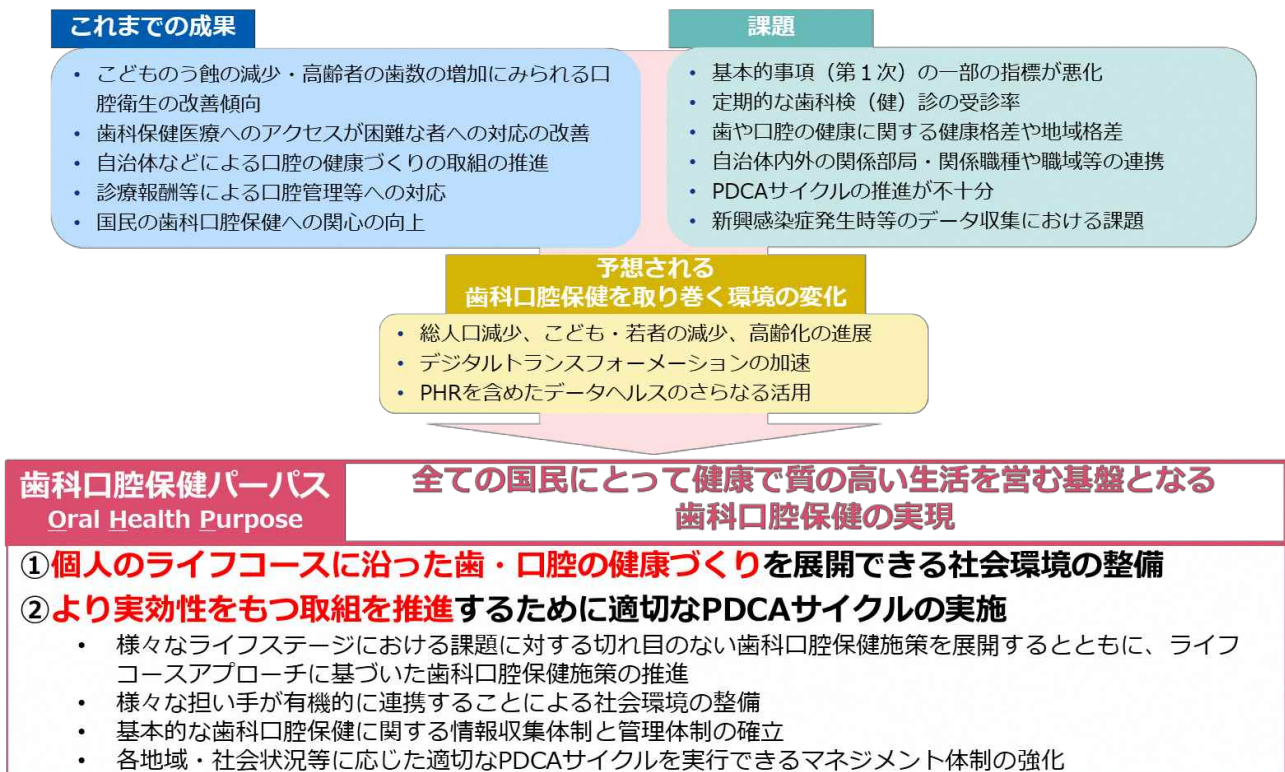 これまでの成果
・ こどものう蝕の減少・高齢者の歯数の増加にみられる口
腔衛生の改善傾向
・ 歯科保健医療へのアクセスが困難な者への対応の改善
・ 自治体などによる口腔の健康づくりの取組の推進
・ 診療報酬等による口腔管理等への対応
・ 国民の歯科口腔保健への関心の向上
課題
・ 基本的事項（第１次）の一部の指標が悪化
・ 定期的な歯科検（健）診の受診率
・ 歯や口腔の健康に関する健康格差や地域格差
・ 自治体内外の関係部局・関係職種や職域等の連携
・ PDCAサイクルの推進が不十分
・ 新興感染症発生時等のデータ収集における課題
予想される
歯科口腔保健を取り巻く環境の変化
・ 総人口減少、こども・若者の減少、高齢化の進展
・ デジタルトランスフォーメーションの加速
・ PHRを含めたデータヘルスのさらなる活用
歯科口腔保健パーパス
Oral Health Purpose
全ての国民にとって健康で質の高い生活を営む基盤となる
歯科口腔保健の実現
①個人のライフコースに沿った歯・口腔の健康づくりを展開できる社会環境の整備
②より実効性をもつ取組を推進するために適切なPDCAサイクルの実施
・ 様々なライフステージにおける課題に対する切れ目のない歯科口腔保健施策を展開するとともに、ライフ
コースアプローチに基づいた歯科口腔保健施策の推進
・ 様々な担い手が有機的に連携することによる社会環境の整備
・ 基本的な歯科口腔保健に関する情報収集体制と管理体制の確立
・ 各地域・社会状況等に応じた適切なPDCAサイクルを実行できるマネジメント体制の強化